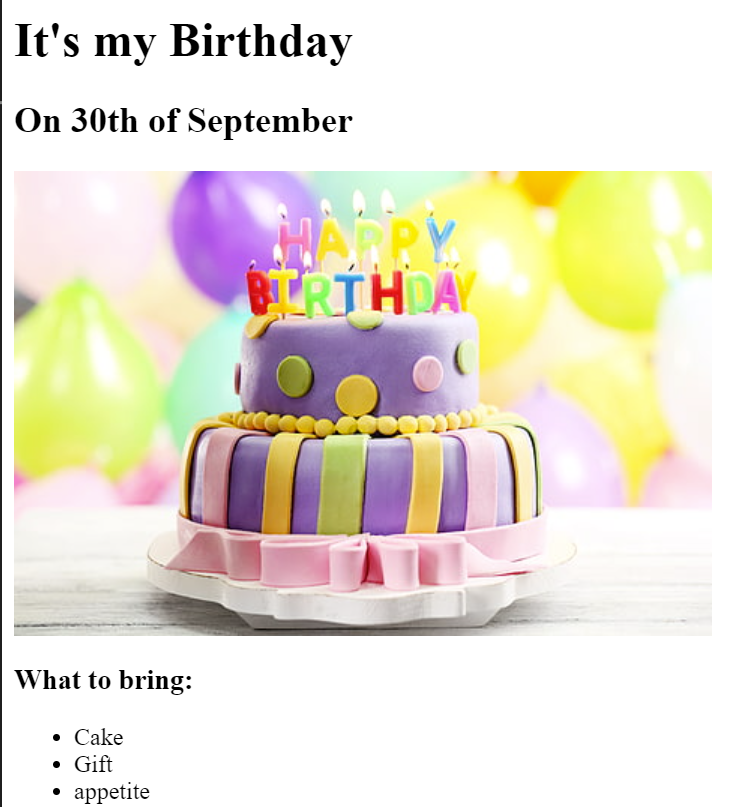 It's my Birthday
On 30th of September
HAPPY
BIRTHDAY
What to bring:
Cake
Gift
appetite